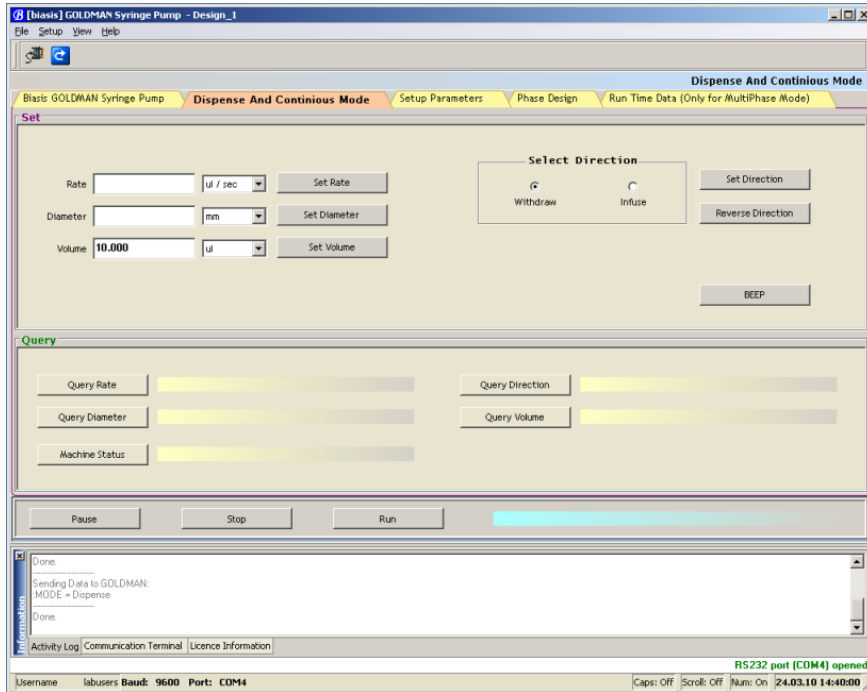 [biasis] GOLDMAN Syringe Pump - Design_1
File Setup View Help
Dispense And Continious Mode
Biasis GOLDMAN Syringe Pump Dispense And Continious Mode Setup Parameters Phase Design Run Time Data (Only for MultiPhase Mode)
Set
Select Direction
Rate ul / sec Set Rate
Withdraw Infuse
Set Direction
Diameter mm Set Diameter
Reverse Direction
Volume 10.000 ul Set Volume
BEEP
Query
Query Rate Query Direction
Query Diameter Query Volume
Machine Status
Pause Stop Run
Information
Done.
--------------------
Sending Data to GOLDMAN:
:MODE = Dispense
--------------------
Done.
Activity Log Communication Terminal Licence Information
RS232 port (COM4) opened
Username labusers Baud: 9600 Port: COM4 Caps: Off Scroll: Off Num: On 24.03.10 14:40:00